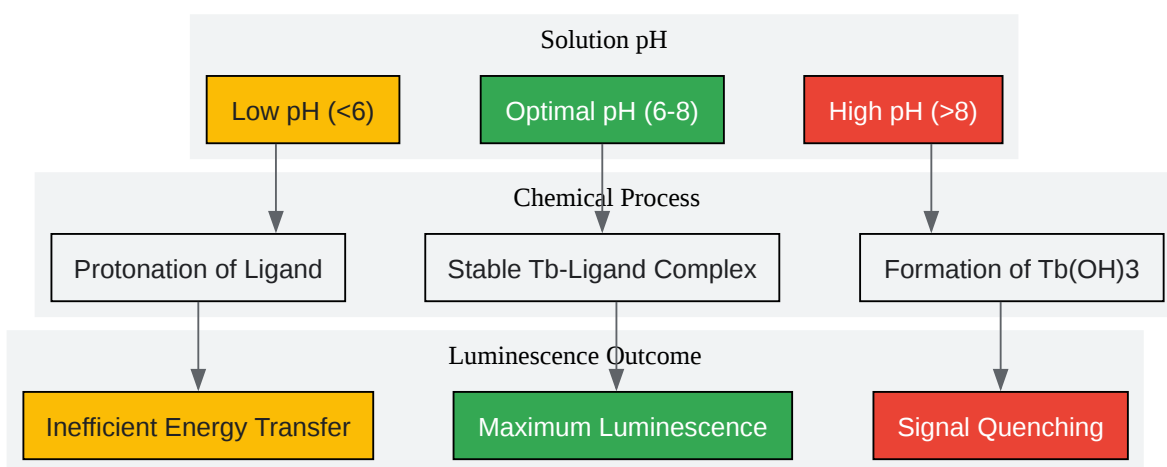 Solution pH
Low pH (<6)
Optimal pH (6-8)
High pH (>8)
Chemical Process
Protonation of Ligand
Stable Tb-Ligand Complex
Formation of Tb(OH)3
Luminescence Outcome
Inefficient Energy Transfer
Maximum Luminescence
Signal Quenching